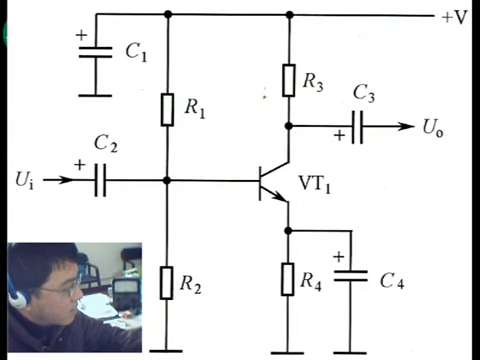 +V
+
C1
R3
R1
C3
+
Uo
C2
+
Ui
VT1
+
R2
R4
C4